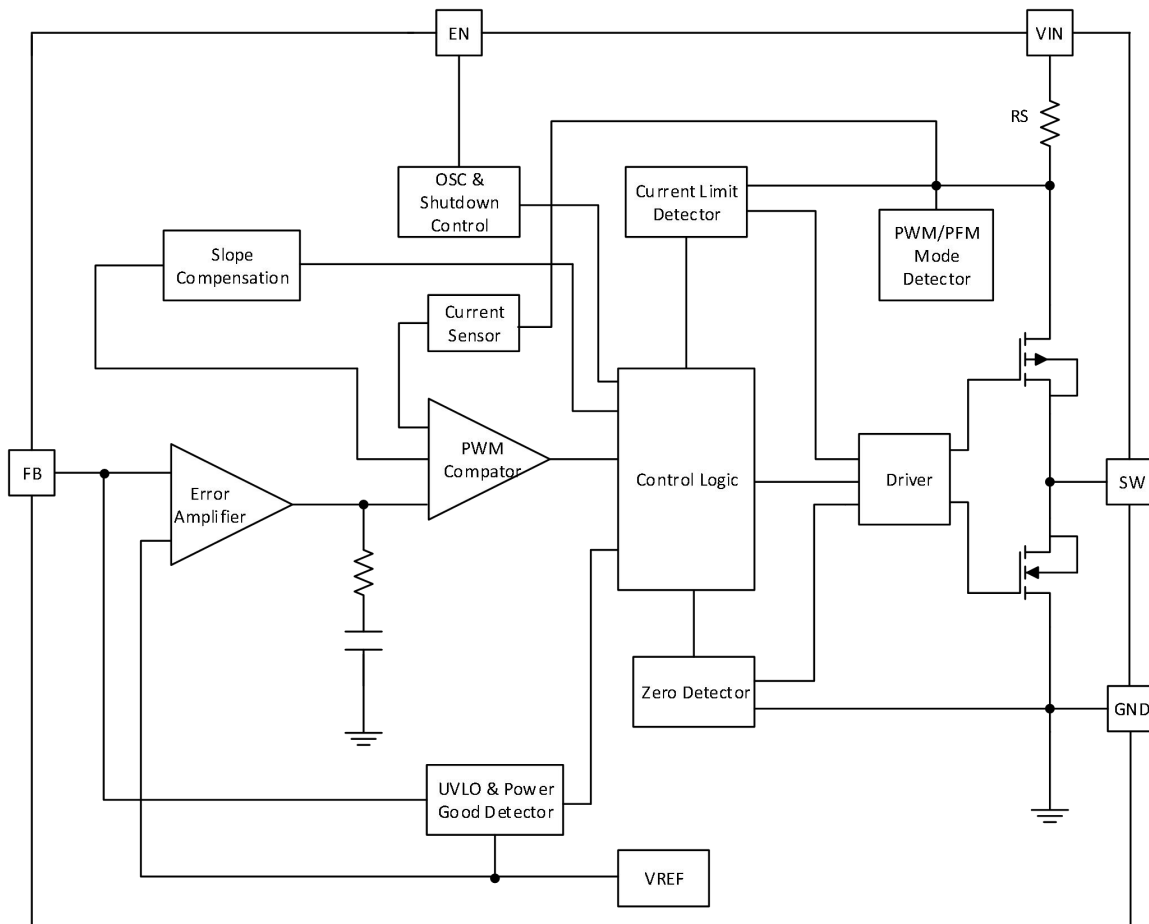 EN
VIN
RS
OSC &
Shutdown
Control
Current Limit
Detector
PWM/PFM
Mode
Detector
Slope
Compensation
Current
Sensor
FB
Error
Amplifier
PWM
Compator
Control Logic
Driver
SW
Zero Detector
GND
UVLO & Power
Good Detector
VREF